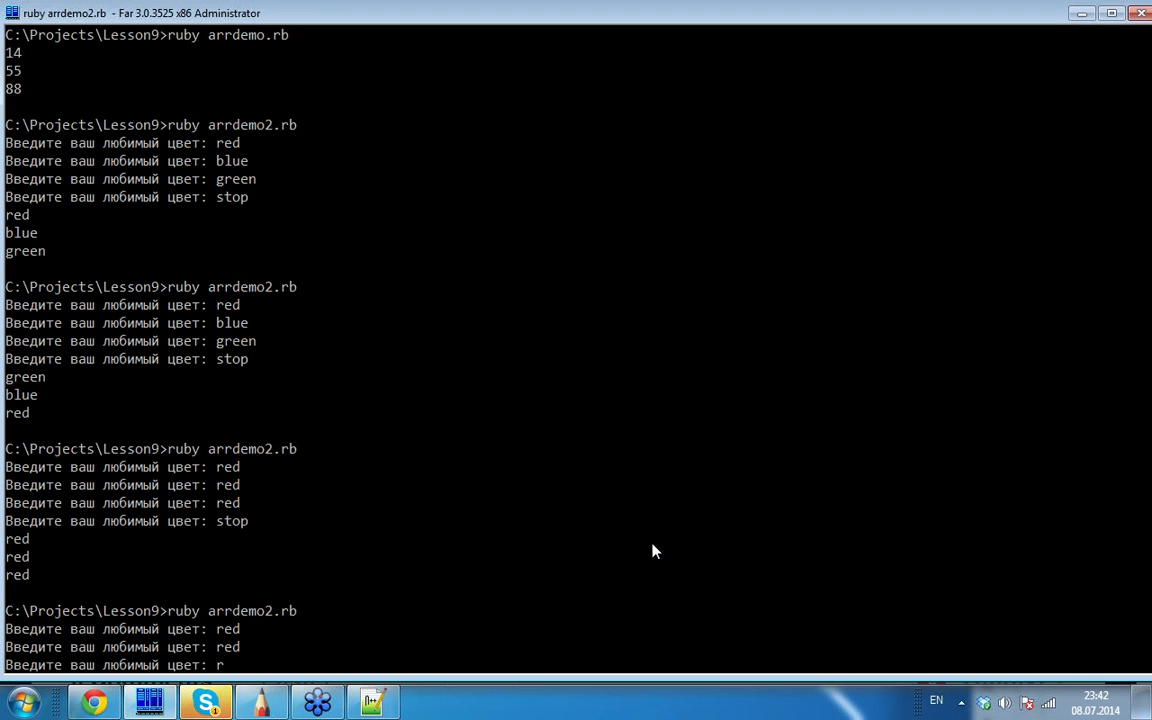 ruby arrdemo2.rb  - Far 3.0.3525 x86 Administrator
C:\Projects\Lesson9>ruby arrdemo.rb
14
55
88
C:\Projects\Lesson9>ruby arrdemo2.rb
Введите ваш любимый цвет: red
Введите ваш любимый цвет: blue
Введите ваш любимый цвет: green
Введите ваш любимый цвет: stop
red
blue
green
C:\Projects\Lesson9>ruby arrdemo2.rb
Введите ваш любимый цвет: red
Введите ваш любимый цвет: blue
Введите ваш любимый цвет: green
Введите ваш любимый цвет: stop
green
blue
red
C:\Projects\Lesson9>ruby arrdemo2.rb
Введите ваш любимый цвет: red
Введите ваш любимый цвет: red
Введите ваш любимый цвет: red
Введите ваш любимый цвет: stop
red
red
red
C:\Projects\Lesson9>ruby arrdemo2.rb
Введите ваш любимый цвет: red
Введите ваш любимый цвет: red
Введите ваш любимый цвет: r
EN
23:42
08.07.2014